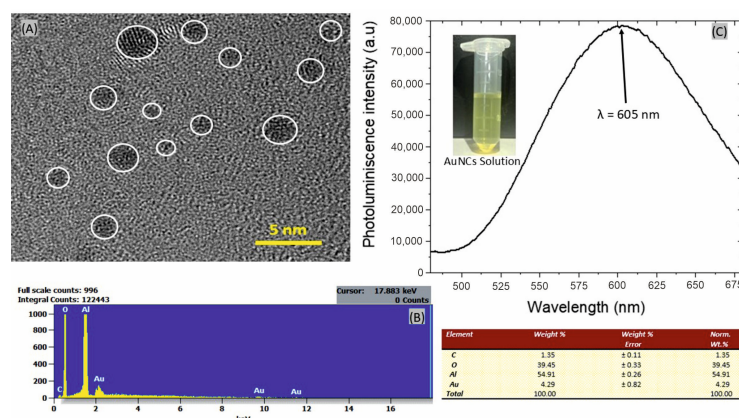 (A)
5 nm
Full scale counts: 996
Integral Counts: 122443
Cursor: 17.883 keV
0 Counts
(B)
1000
800
600
400
200
0
O
Al
C
Au
Au
Au
0
2
4
6
8
10
12
14
16
(C)
Photoluminiscence intensity (a.u)
80,000
70,000
60,000
50,000
40,000
30,000
20,000
10,000
0
λ = 605 nm
AuNCs Solution
500
525
550
575
600
625
650
675
Wavelength (nm)
Element Weight % Weight % Error Norm. Wt.%
C 1.35 ± 0.11 1.35
O 39.45 ± 0.33 39.45
Al 54.91 ± 0.26 54.91
Au 4.29 ± 0.82 4.29
Total 100.00 100.00